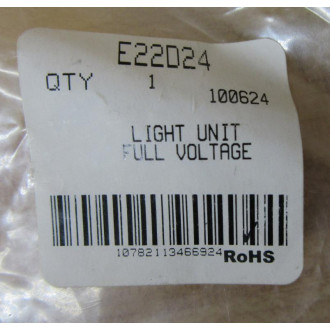 E22D24
QTY 1
100624
LIGHT UNIT
FULL VOLTAGE
10782113466924 RoHS